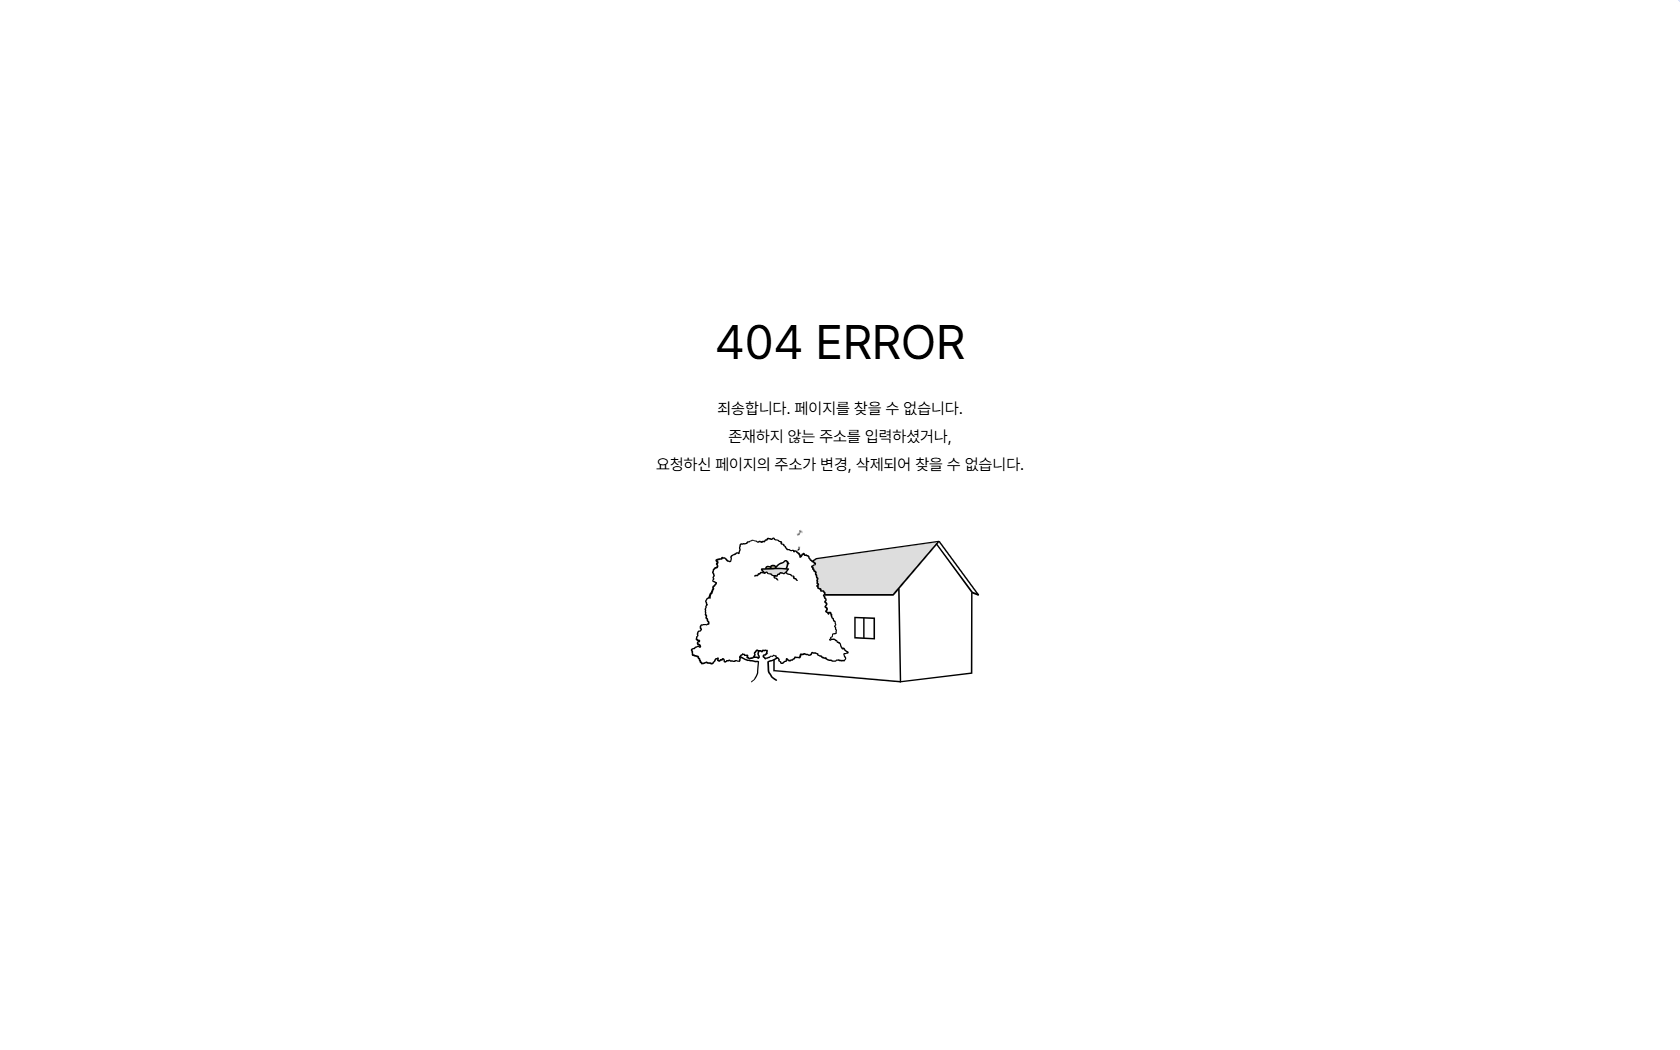 404 ERROR
죄송합니다. 페이지를 찾을 수 없습니다.
존재하지 않는 주소를 입력하셨거나,
요청하신 페이지의 주소가 변경, 삭제되어 찾을 수 없습니다.